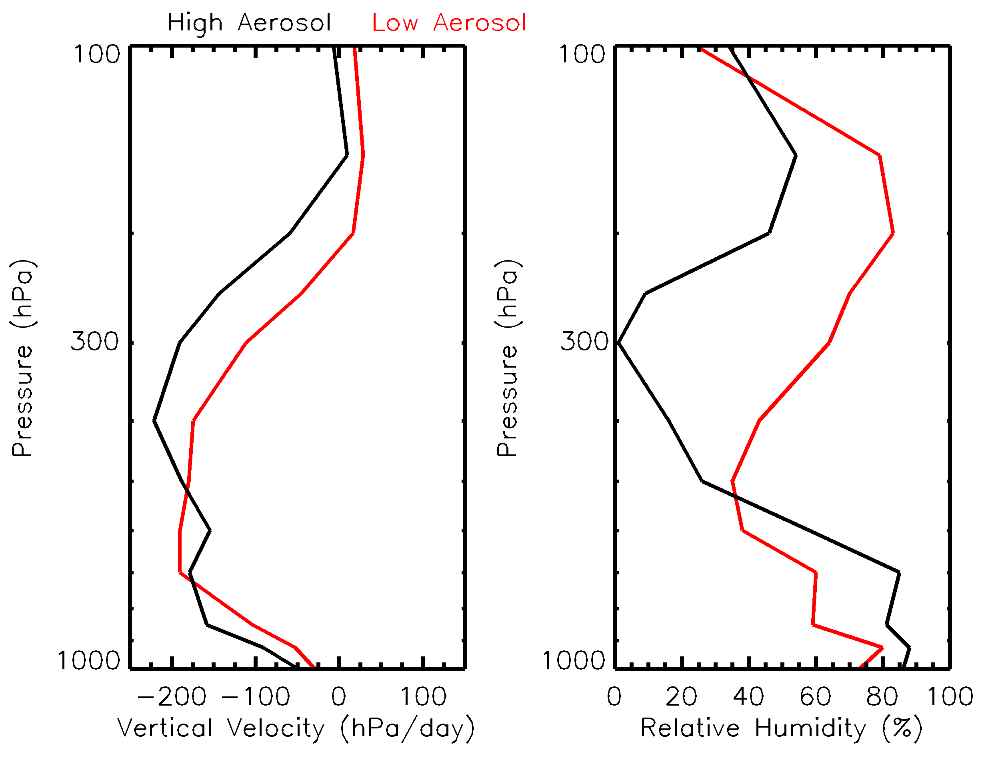 High Aerosol Low Aerosol
100
300
1000
Pressure (hPa)
-200 -100 0 100
Vertical Velocity (hPa/day)
100
300
1000
Pressure (hPa)
0 20 40 60 80 100
Relative Humidity (%)